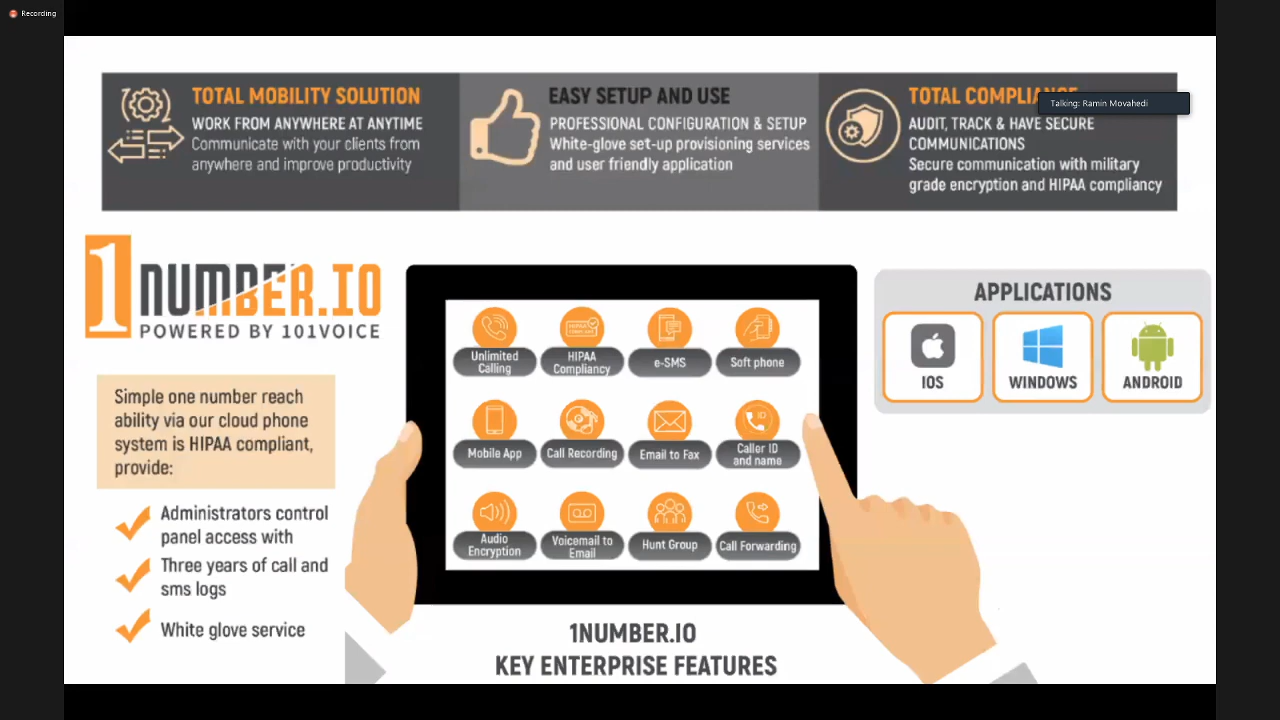 Recording
TOTAL MOBILITY SOLUTION
WORK FROM ANYWHERE AT ANYTIME
Communicate with your clients from
anywhere and improve productivity
EASY SETUP AND USE
PROFESSIONAL CONFIGURATION & SETUP
White-glove set-up provisioning services
and user friendly application
TOTAL
Talking: Ramin Movahedi
AUDIT, TRACK & HAVE SECURE
COMMUNICATIONS
Secure communication with military
grade encryption and HIPAA compliancy
1NUMBER.IO
POWERED BY 101VOICE
Simple one number reach
ability via our cloud phone
system is HIPAA compliant,
provide:
Administrators control
panel access with
Three years of call and
sms logs
White glove service
Unlimited
Calling
HIPAA
Compliancy
e-SMS
Soft phone
Mobile App
Call Recording
Email to Fax
Caller ID
and name
Audio
Encryption
Voicemail to
Email
Hunt Group
Call Forwarding
1NUMBER.IO
KEY ENTERPRISE FEATURES
APPLICATIONS
IOS
WINDOWS
ANDROID